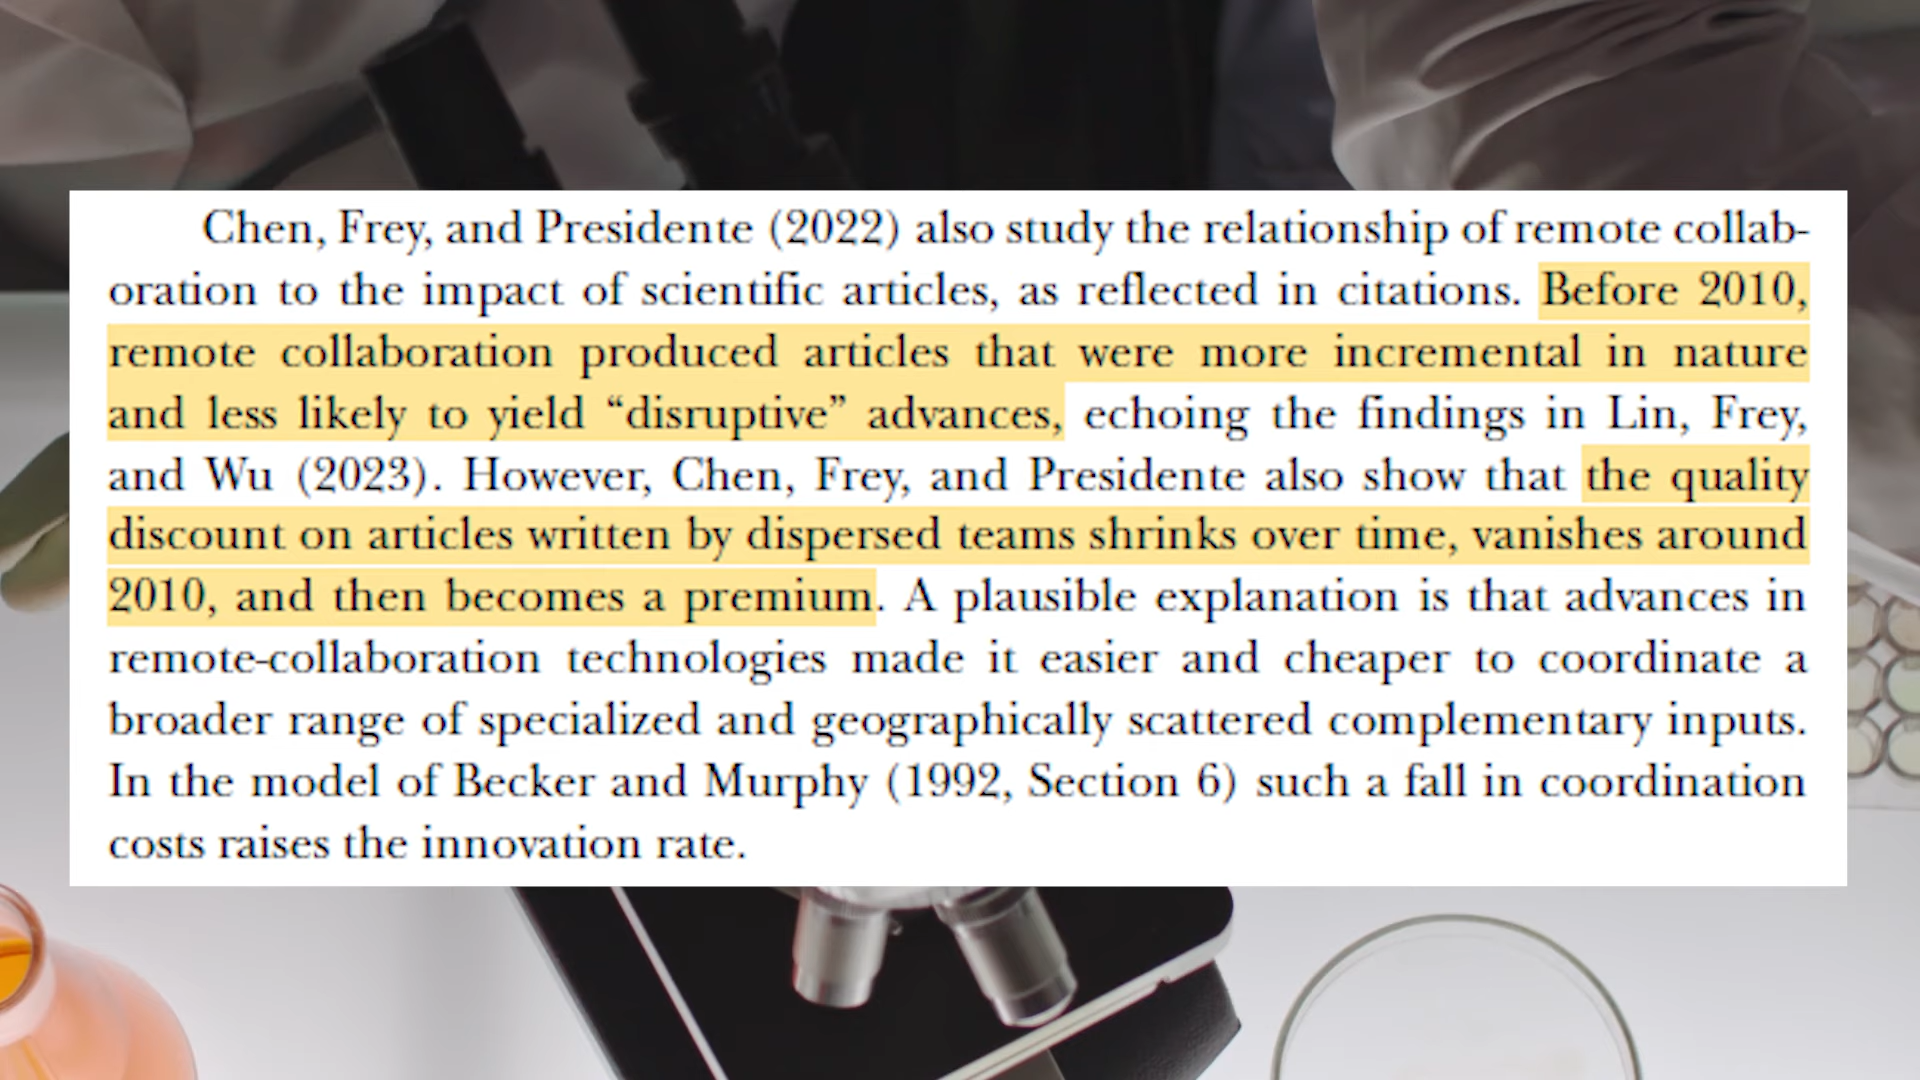 Chen, Frey, and Presidente (2022) also study the relationship of remote collab-
oration to the impact of scientific articles, as reflected in citations. Before 2010,
remote collaboration produced articles that were more incremental in nature
and less likely to yield “disruptive” advances, echoing the findings in Lin, Frey,
and Wu (2023). However, Chen, Frey, and Presidente also show that the quality
discount on articles written by dispersed teams shrinks over time, vanishes around
2010, and then becomes a premium. A plausible explanation is that advances in
remote-collaboration technologies made it easier and cheaper to coordinate a
broader range of specialized and geographically scattered complementary inputs.
In the model of Becker and Murphy (1992, Section 6) such a fall in coordination
costs raises the innovation rate.